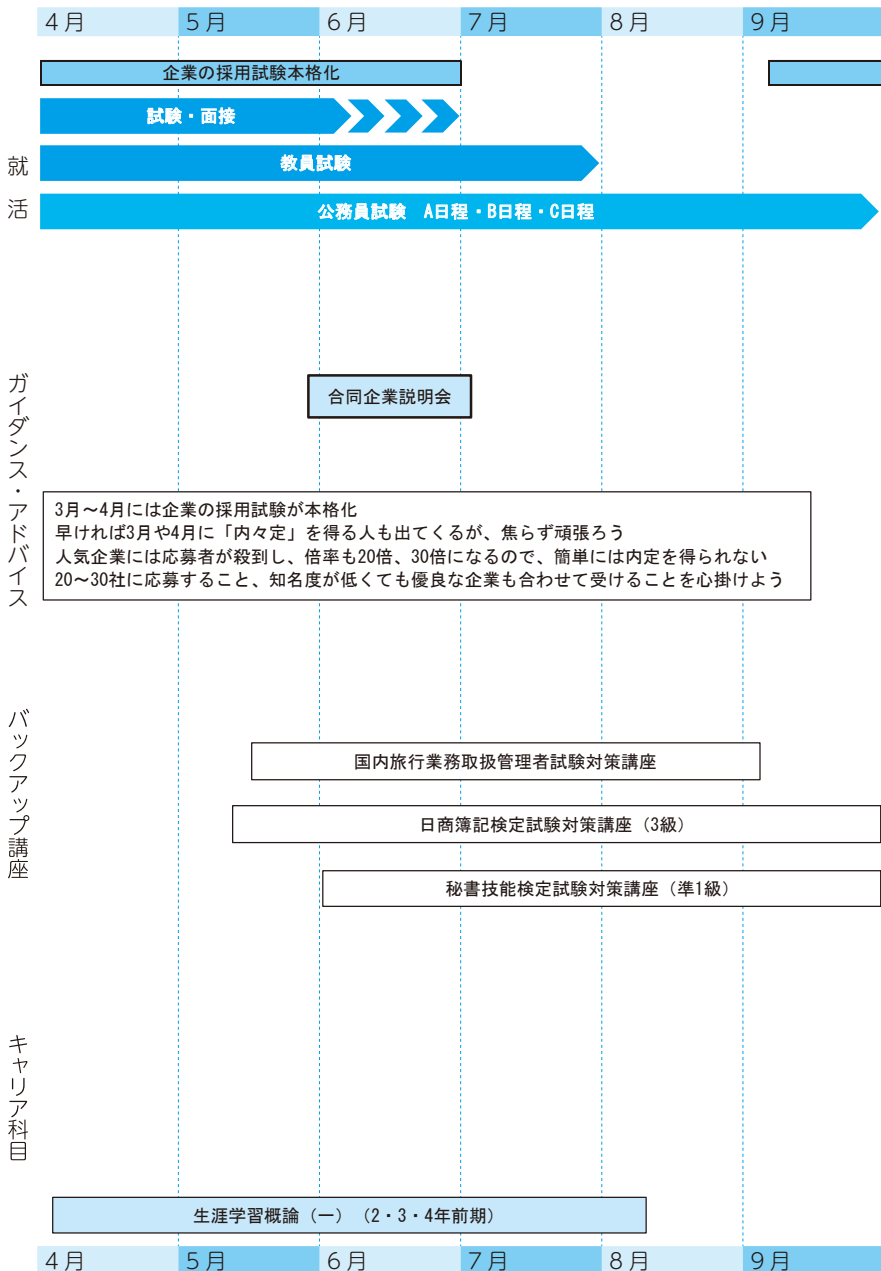 4月 5月 6月 7月 8月 9月
企業の採用試験本格化
試験・面接
教員試験
公務員試験　A日程・B日程・C日程
就活
合同企業説明会
ガイダンス・アドバイス
3月～4月には企業の採用試験が本格化
早ければ3月や4月に「内々定」を得る人も出てくるが、焦らず頑張ろう
人気企業には応募者が殺到し、倍率も20倍、30倍になるので、簡単には内定を得られない
20～30社に応募すること、知名度が低くても優良な企業も合わせて受けることを心掛けよう
バックアップ講座
国内旅行業務取扱管理者試験対策講座
日商簿記検定試験対策講座（3級）
秘書技能検定試験対策講座（準1級）
キャリア科目
生涯学習概論（一）（2・3・4年前期）
4月 5月 6月 7月 8月 9月